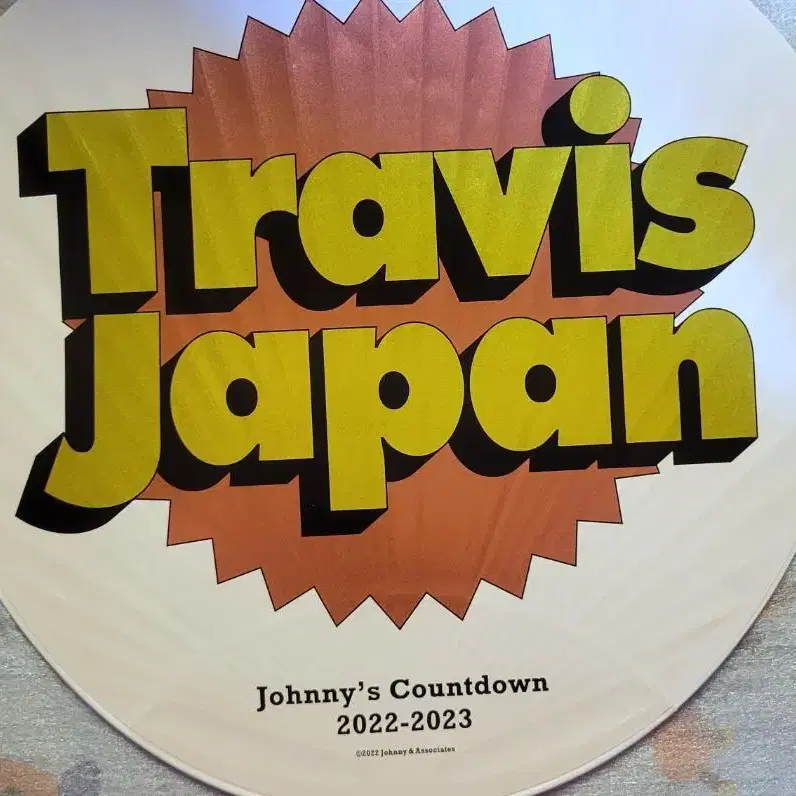 Travis
Japan
Johnny's Countdown
2022-2023
©2022 Johnny & Associates